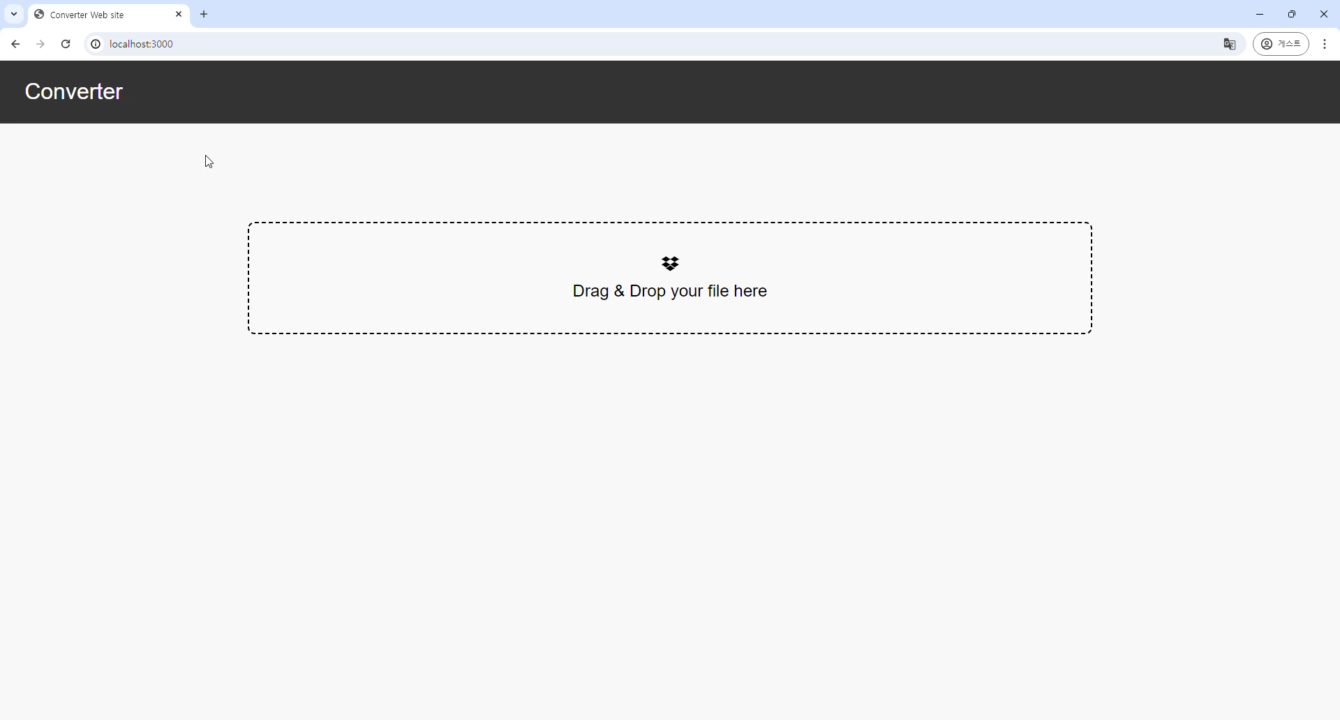 Converter Web site
localhost:3000
게스트
Converter
Drag & Drop your file here